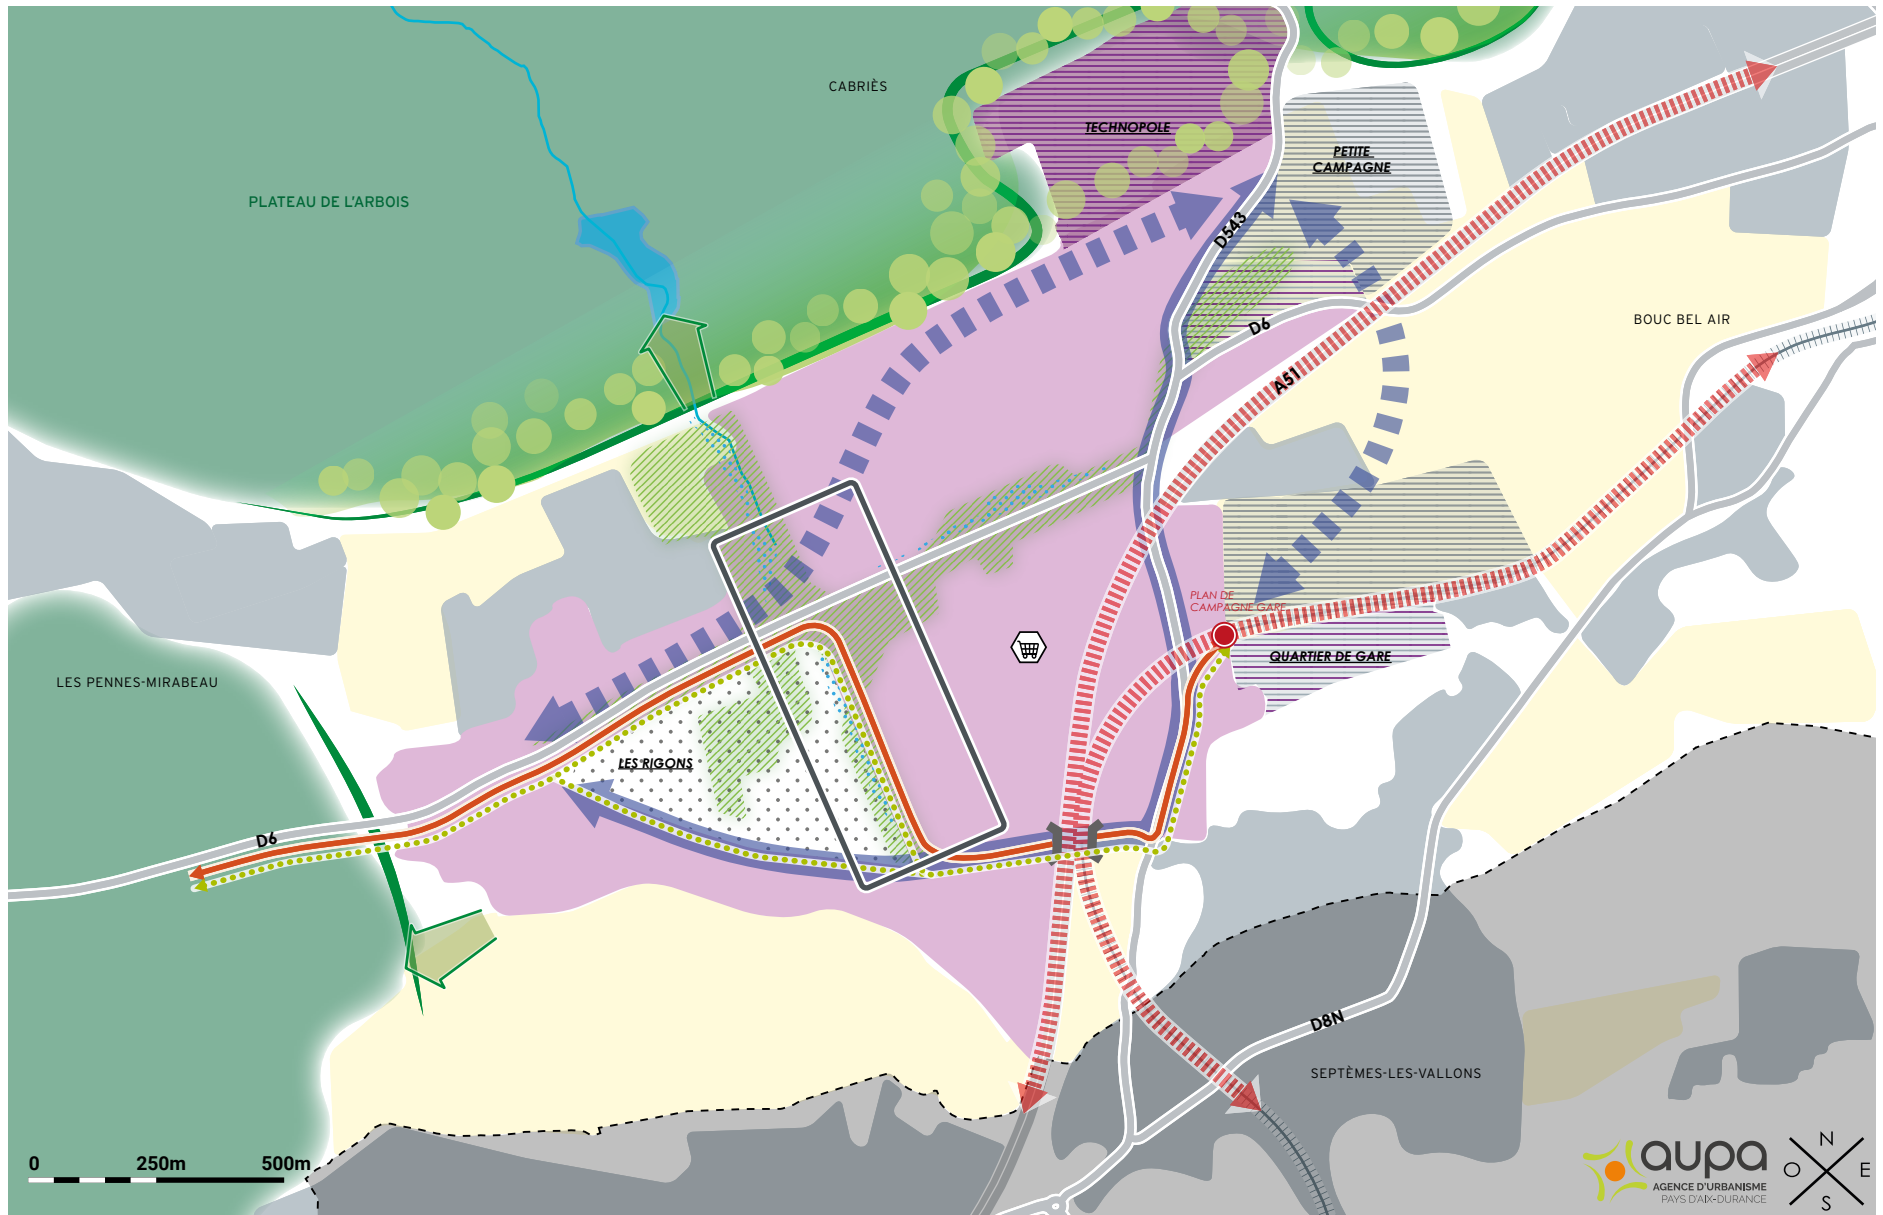 CABRIÈS
TECHNOPOLE
PETITE
CAMPAGNE
PLATEAU DE L'ARBOIS
D543
D6
BOUC BEL AIR
A51
PLAN DE
CAMPAGNE GARE
QUARTIER DE GARE
LES PENNES-MIRABEAU
LES RIGONS
D6
D8N
SEPTÈMES-LES-VALLONS
0 250m 500m
aupa
AGENCE D'URBANISME
PAYS D'AIX-DURANCE
N
O E
S